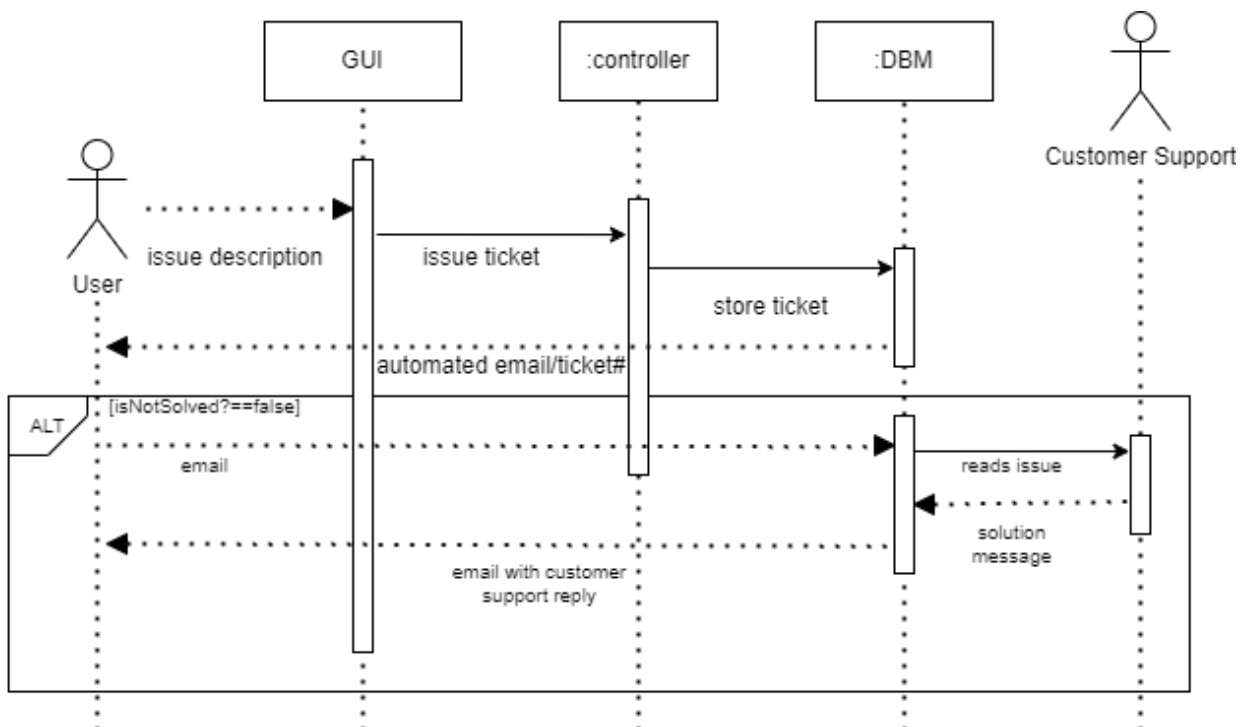 GUI
:controller
:DBM
Customer Support
User
issue description
issue ticket
store ticket
automated email/ticket#
ALT
[isNotSolved?==false]
email
reads issue
solution
message
email with customer
support reply